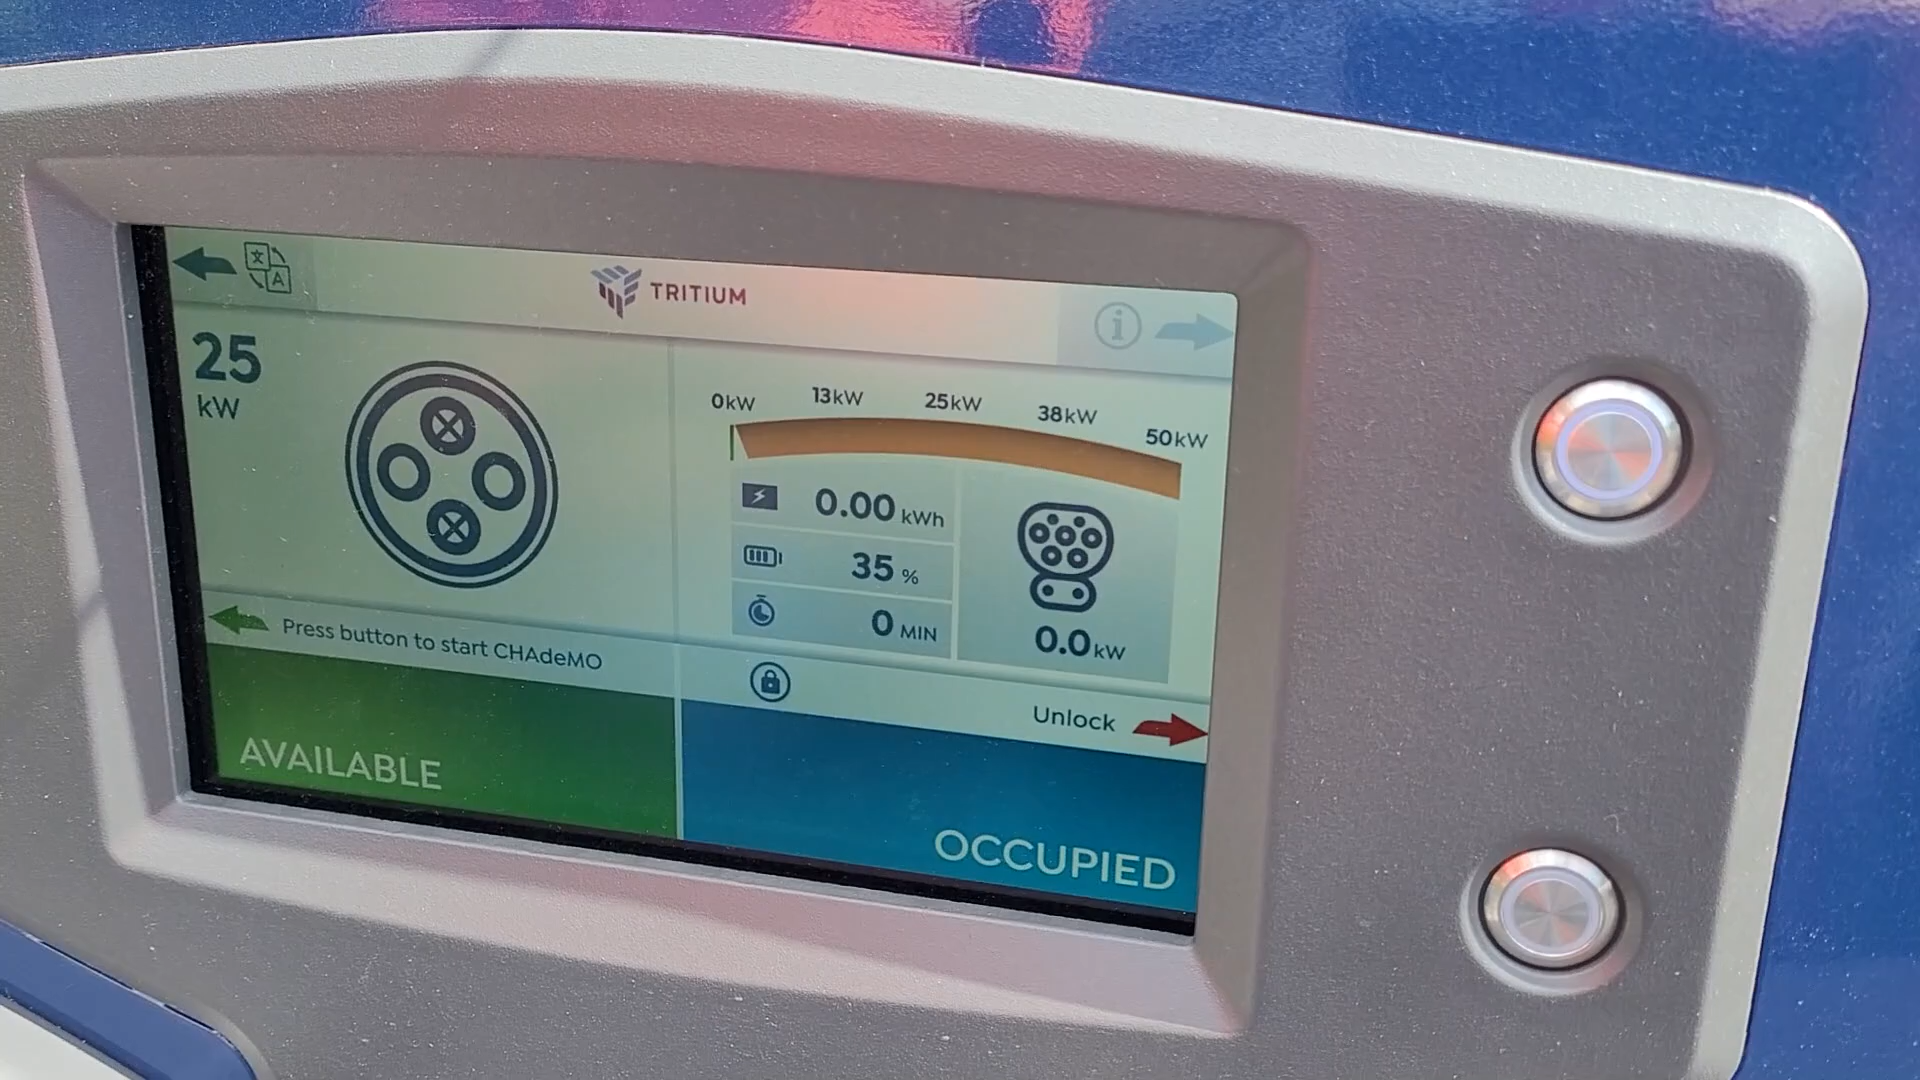 文 A
TRITIUM
i
25
kW
0kW 13kW 25kW 38kW 50kW
0.00 kWh
35 %
0 MIN
0.0 kW
Press button to start CHAdeMO
Unlock
AVAILABLE
OCCUPIED